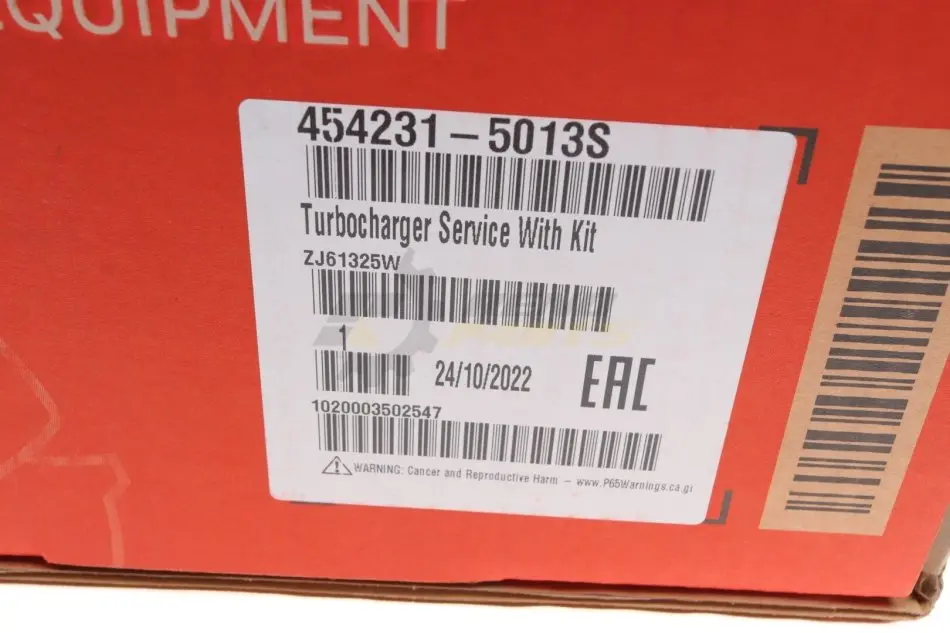 EQUIPMENT
454231-5013S
Turbocharger Service With Kit
ZJ61325W
1
24/10/2022
EAC
1020003502547
WARNING: Cancer and Reproductive Harm - www.P65Warnings.ca.gi